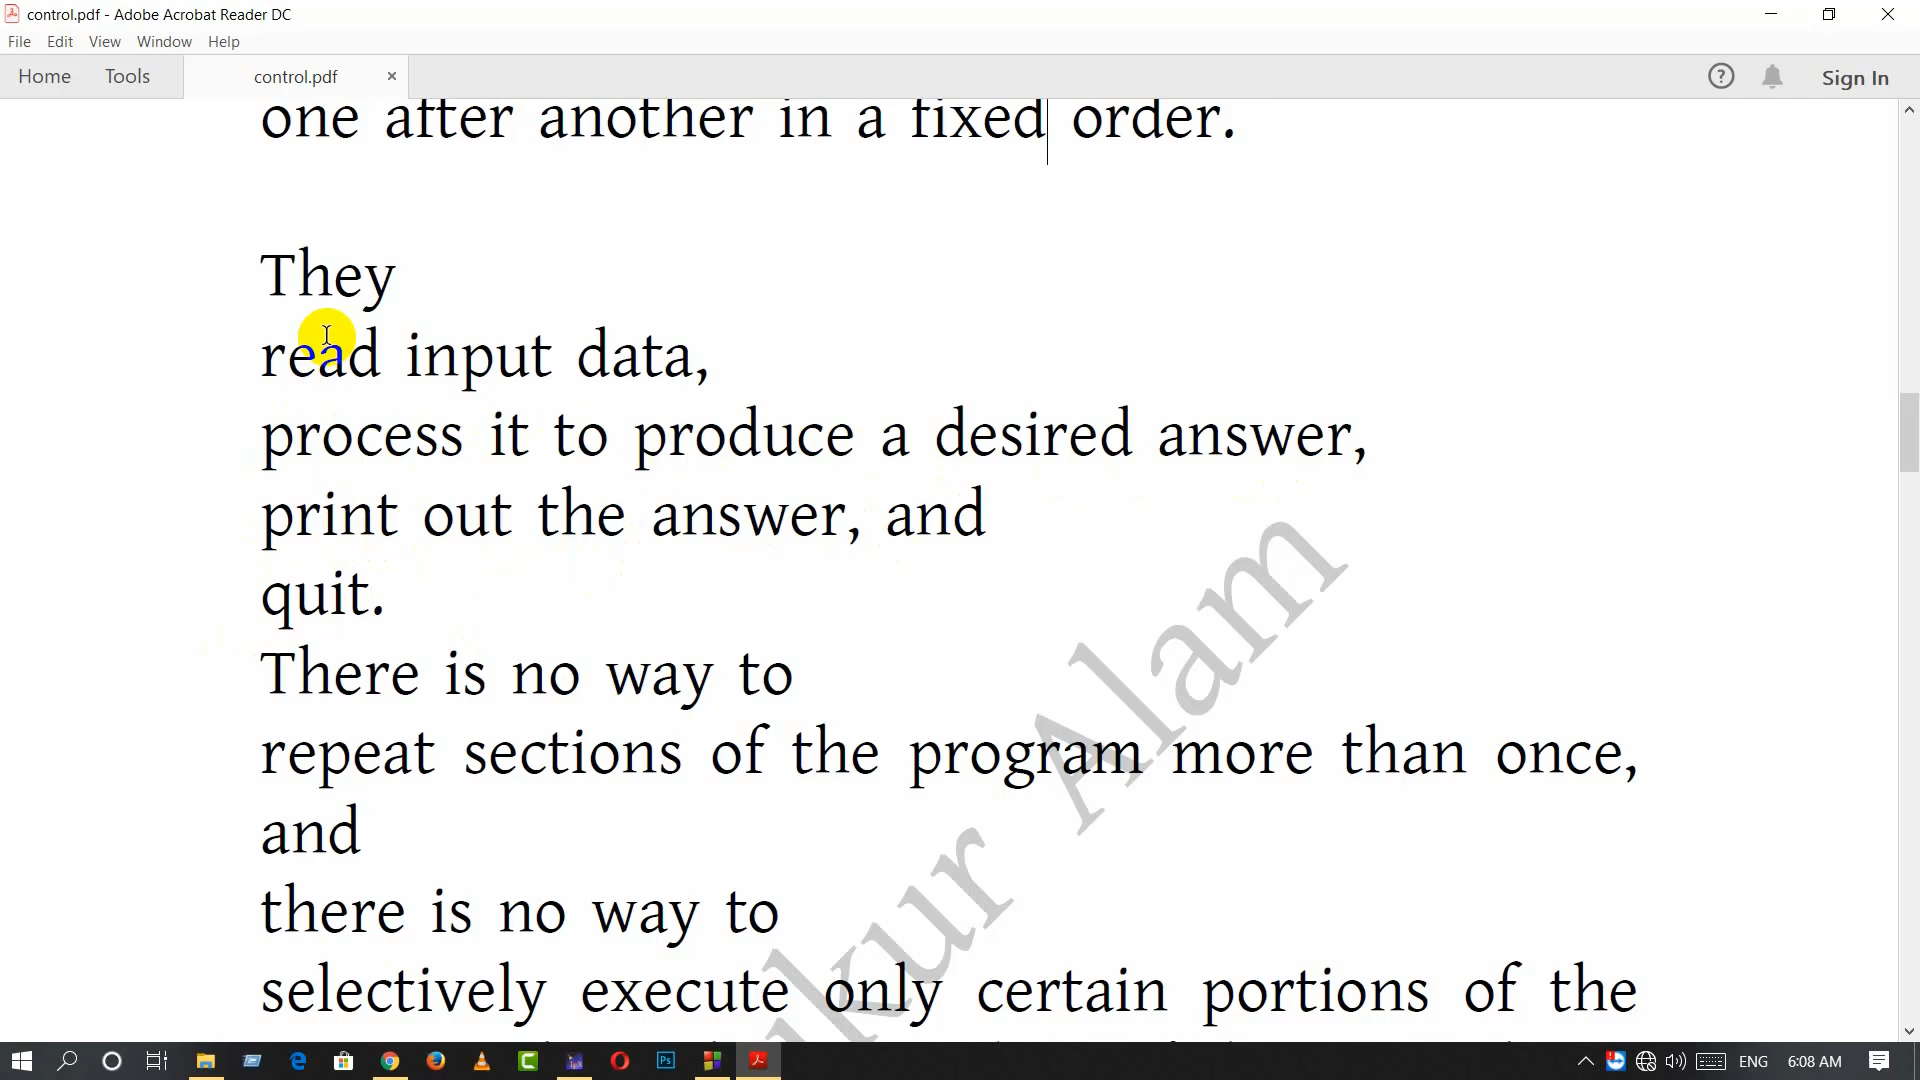 control.pdf - Adobe Acrobat Reader DC
File Edit View Window Help
Home Tools control.pdf × Sign In
one after another in a fixed order.
They
read input data,
process it to produce a desired answer,
print out the answer, and
quit.
There is no way to
repeat sections of the program more than once,
and
there is no way to
selectively execute only certain portions of the
ukur Alam
ENG 6:08 AM